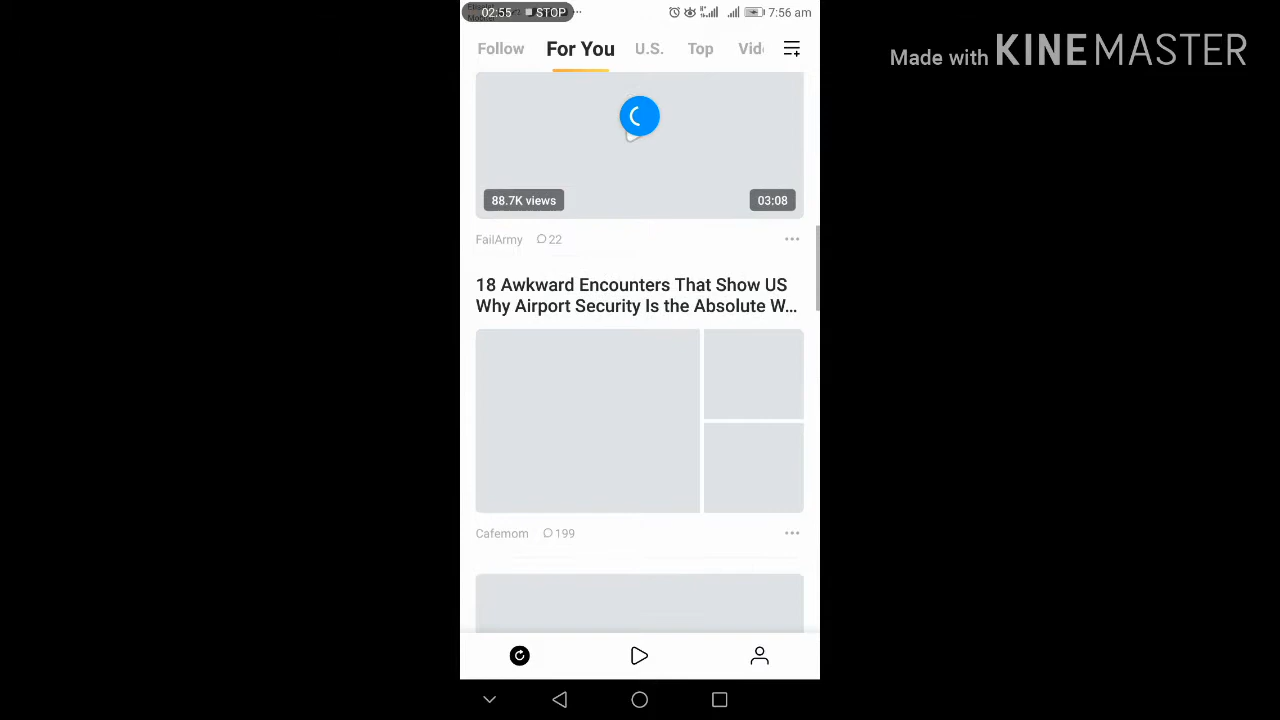 02:55 STOP
7:56 am
Made with KINEMASTER
Follow For You U.S. Top Vid
88.7K views 03:08
FailArmy 22
18 Awkward Encounters That Show US
Why Airport Security Is the Absolute W...
Cafemom 199